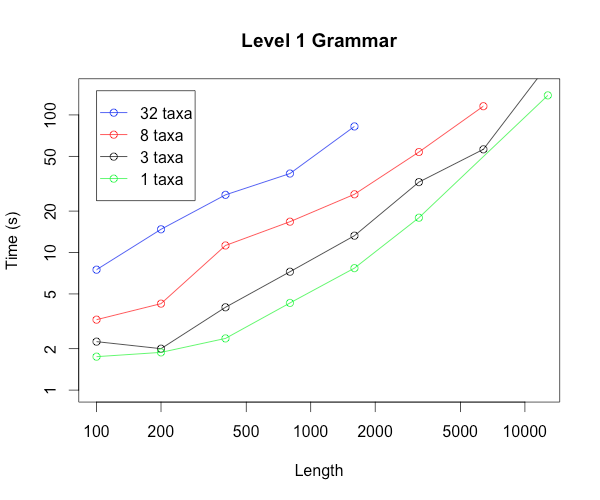 Level 1 Grammar
32 taxa
8 taxa
3 taxa
1 taxa
Time (s)
100
50
20
10
5
2
1
100 200 500 1000 2000 5000 10000
Length